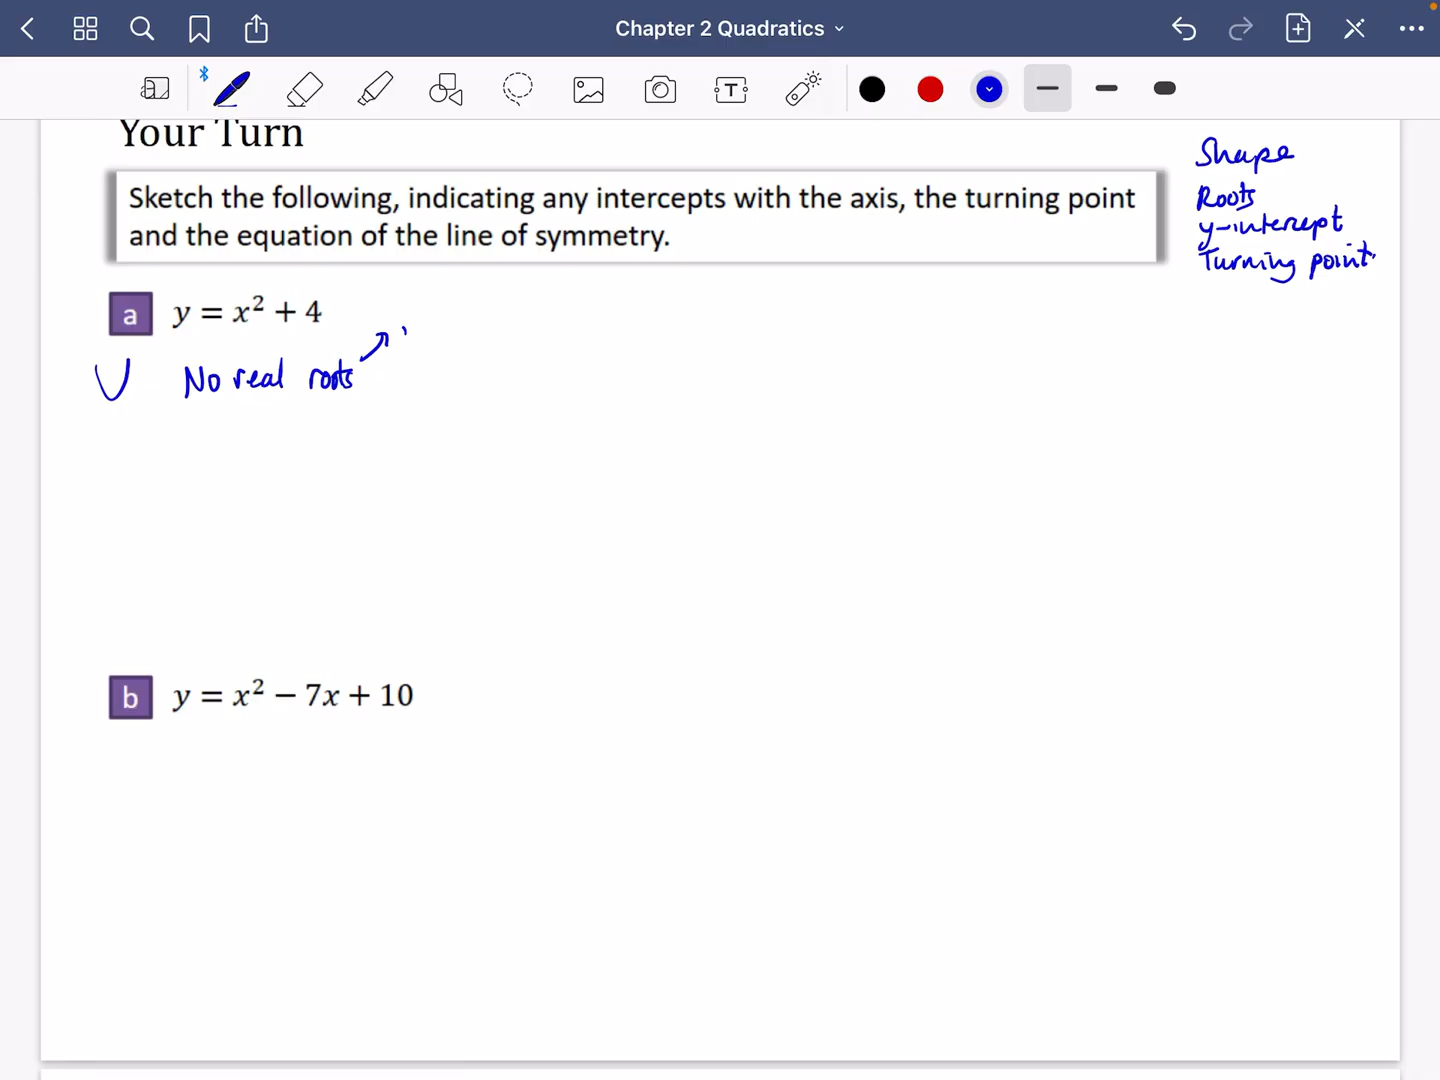 Chapter 2 Quadratics
Your Turn
Sketch the following, indicating any intercepts with the axis, the turning point
and the equation of the line of symmetry.
Shape
Roots
y-intercept
Turning point
a y = x² + 4
No real roots
b y = x² − 7x + 10